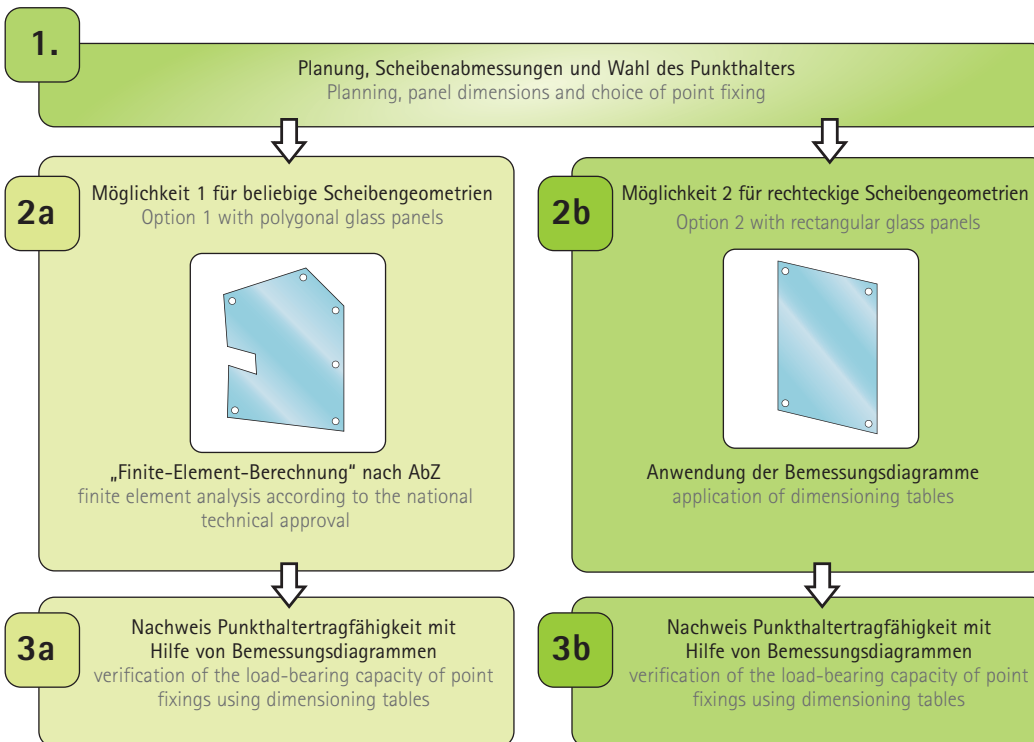 1.
Planung, Scheibenabmessungen und Wahl des Punkthalters
Planning, panel dimensions and choice of point fixing
2a
Möglichkeit 1 für beliebige Scheibengeometrien
Option 1 with polygonal glass panels
„Finite-Element-Berechnung“ nach AbZ
finite element analysis according to the national
technical approval
2b
Möglichkeit 2 für rechteckige Scheibengeometrien
Option 2 with rectangular glass panels
Anwendung der Bemessungsdiagramme
application of dimensioning tables
3a
Nachweis Punkthaltertragfähigkeit mit
Hilfe von Bemessungsdiagrammen
verification of the load-bearing capacity of point
fixings using dimensioning tables
3b
Nachweis Punkthaltertragfähigkeit mit
Hilfe von Bemessungsdiagrammen
verification of the load-bearing capacity of point
fixings using dimensioning tables